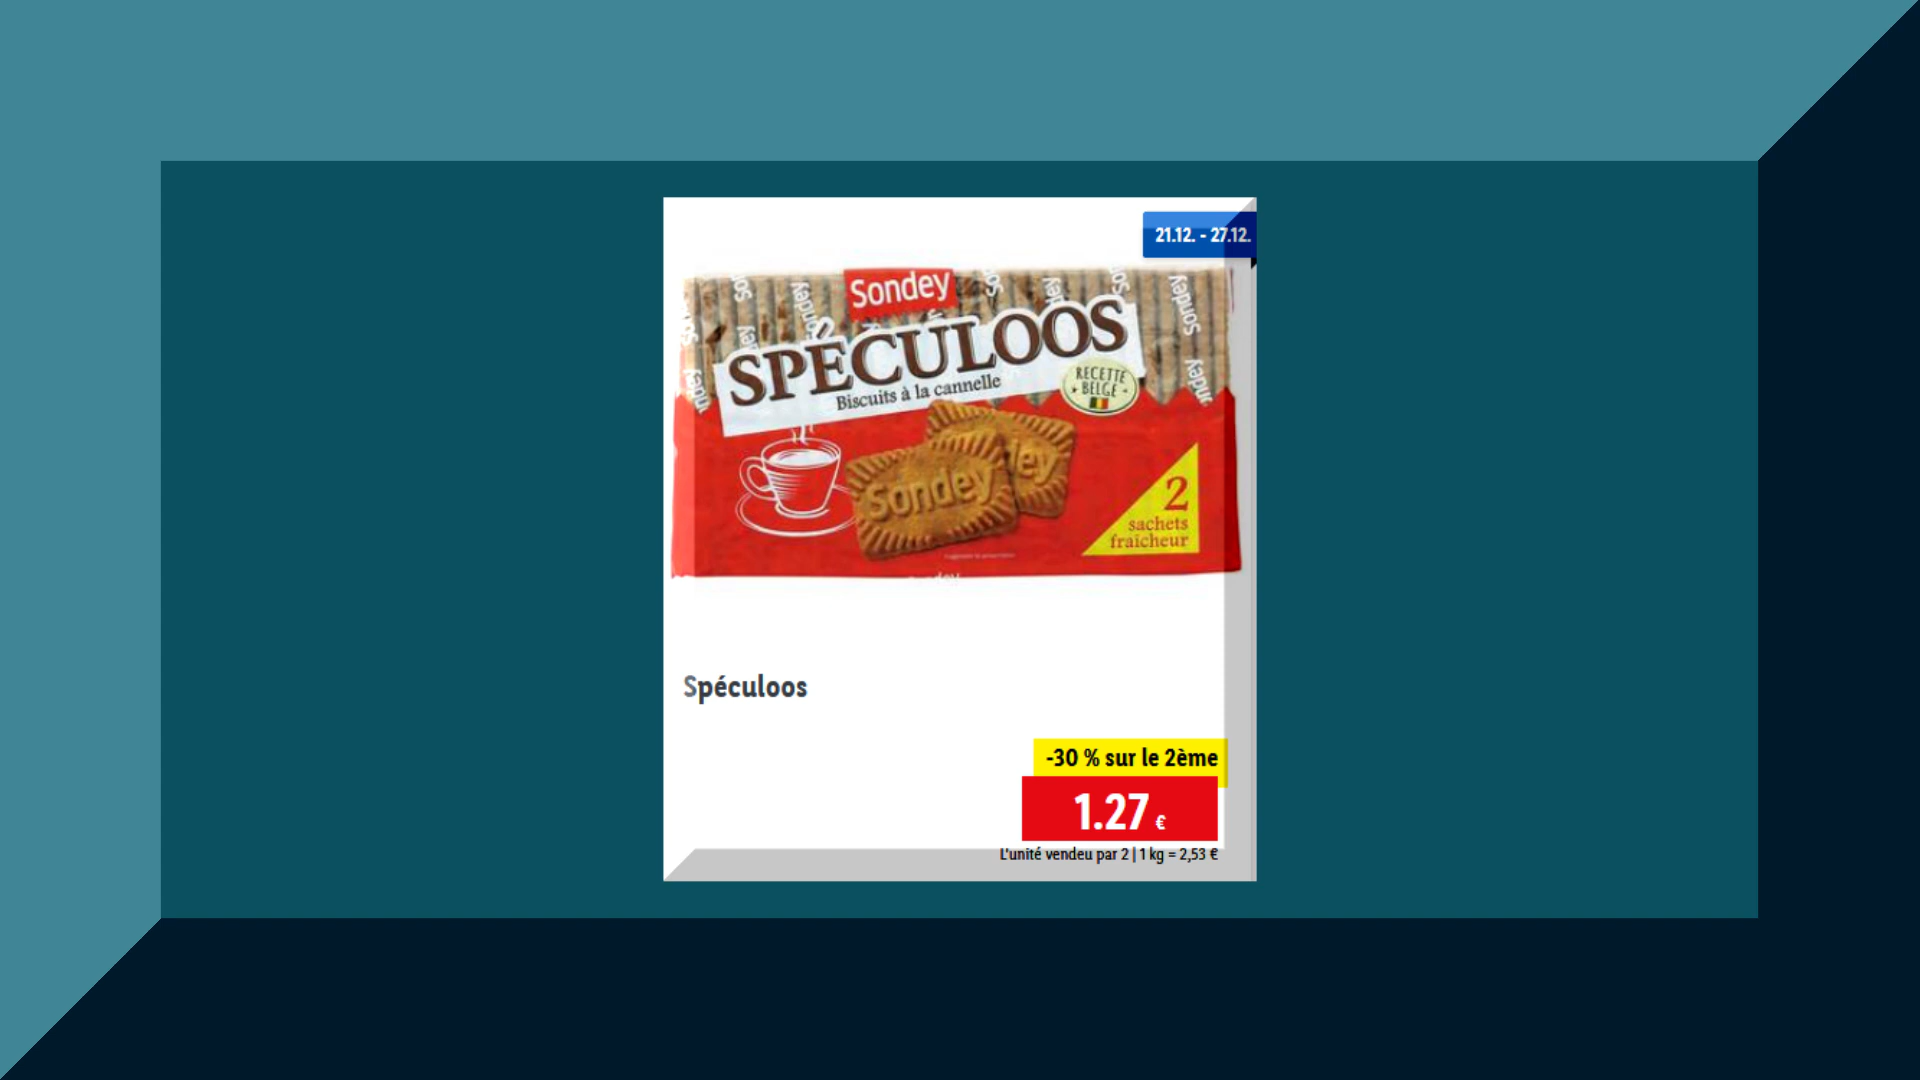 21.12. - 27.12.
Sondey
SPÉCULOOS
Biscuits à la cannelle
RECETTE
BELGE
Sondey
ley
2
sachets
fraîcheur
Spéculoos
-30 % sur le 2ème
1.27 €
L'unité vendeu par 2 | 1 kg = 2,53 €